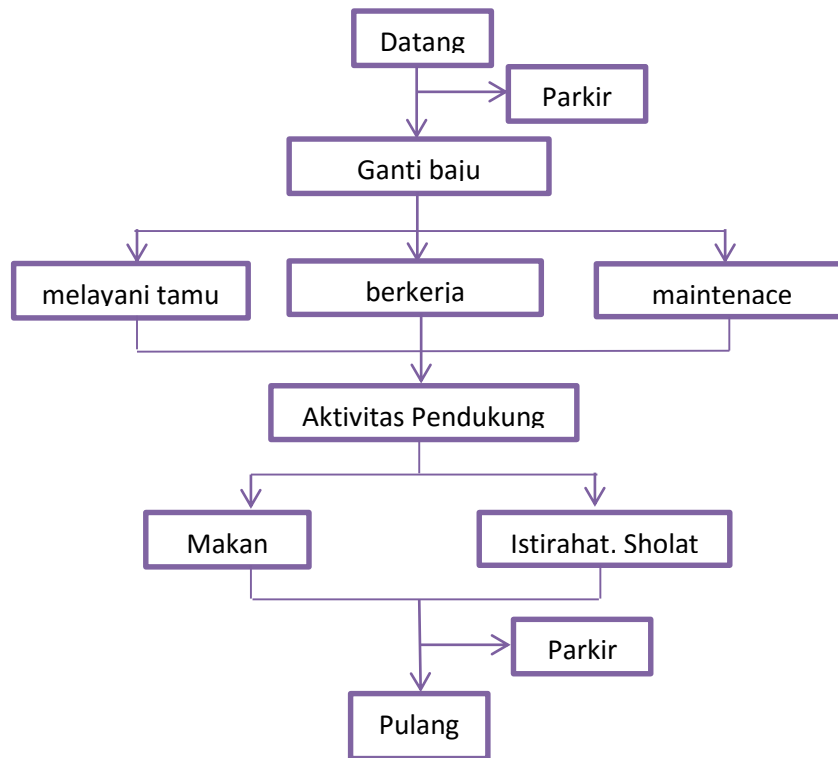 Datang
Parkir
Ganti baju
melayani tamu
berkerja
maintenace
Aktivitas Pendukung
Makan
Istirahat. Sholat
Parkir
Pulang